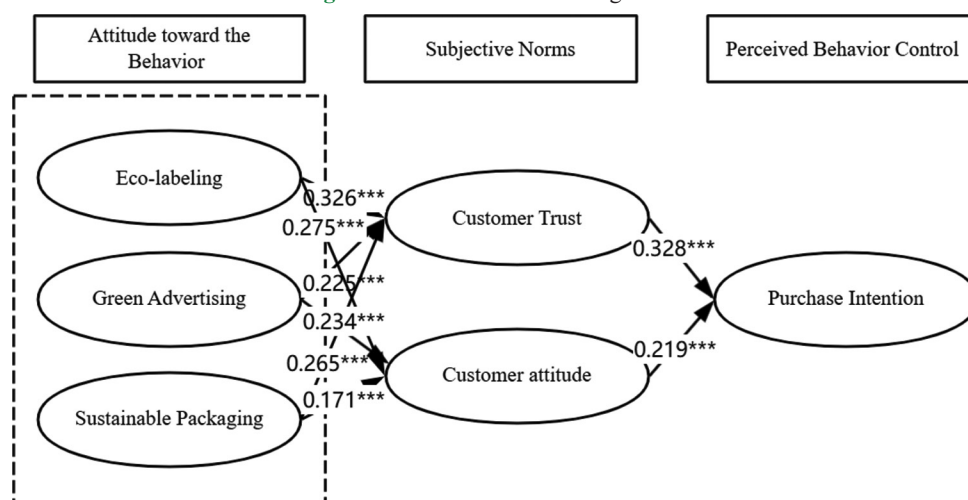 Attitude toward the
Behavior
Subjective Norms
Perceived Behavior Control
Eco-labeling
0.326***
Customer Trust
0.275***
0.328***
0.225***
Green Advertising
Purchase Intention
0.234***
0.219***
0.265***
Customer attitude
0.171***
Sustainable Packaging